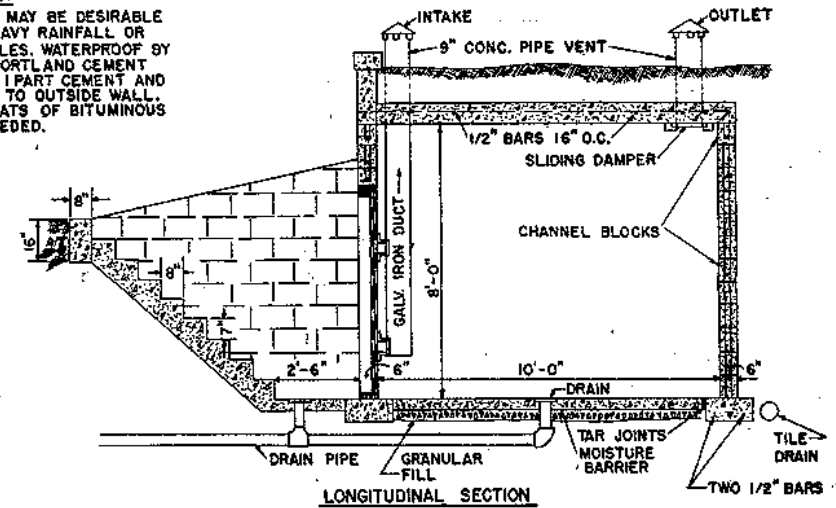 MAY BE DESIRABLE
AVY RAINFALL OR
LES. WATERPROOF BY
ORTLAND CEMENT
1 PART CEMENT AND
TO OUTSIDE WALL.
ATS OF BITUMINOUS
EDED.
INTAKE
OUTLET
9" CONC. PIPE VENT
1/2" BARS 16" O.C.
SLIDING DAMPER
8"
16"
CHANNEL BLOCKS
GALV. IRON DUCT
8'-0"
8"
7"
2'-6"
6"
10'-0"
6"
DRAIN
DRAIN PIPE
GRANULAR
FILL
TAR JOINTS
MOISTURE
BARRIER
TILE
DRAIN
TWO 1/2" BARS
LONGITUDINAL SECTION